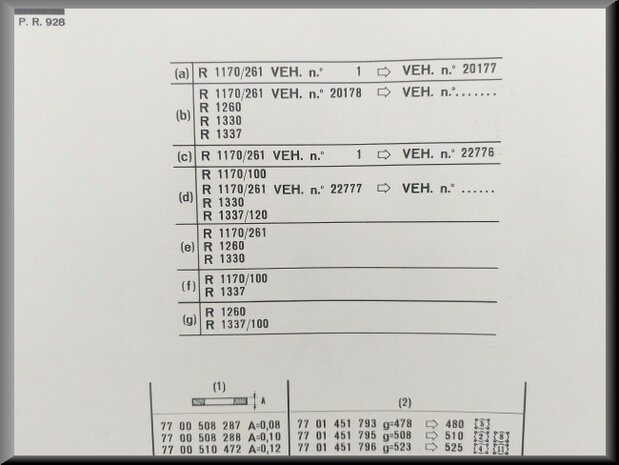 P. R. 928
(a) R 1170/261 VEH. n.° 1 ⇨ VEH. n.° 20177
(b) R 1170/261 VEH. n.° 20178 ⇨ VEH. n.°.......
R 1260
R 1330
R 1337
(c) R 1170/261 VEH. n.° 1 ⇨ VEH. n.° 22776
(d) R 1170/100
R 1170/261 VEH. n.° 22777 ⇨ VEH. n.° ......
R 1330
R 1337/120
(e) R 1170/261
R 1260
R 1330
(f) R 1170/100
R 1337
(g) R 1260
R 1337/100
(1) (2)
A
77 00 508 287 A=0,08 77 01 451 793 g=478 ⇨ 480
77 00 508 288 A=0,10 77 01 451 795 g=508 ⇨ 510
77 00 510 472 A=0,12 77 01 451 796 g=523 ⇨ 525